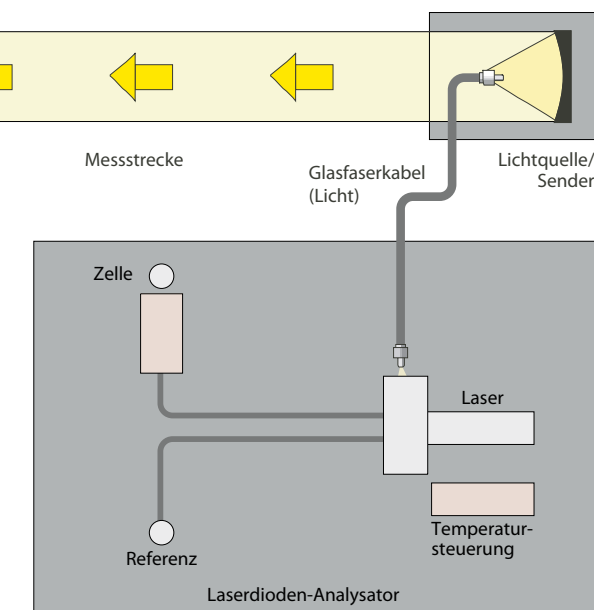 Messstrecke
Glasfaserkabel
(Licht)
Lichtquelle/
Sender
Zelle
Laser
Temperatur-
steuerung
Referenz
Laserdioden-Analysator